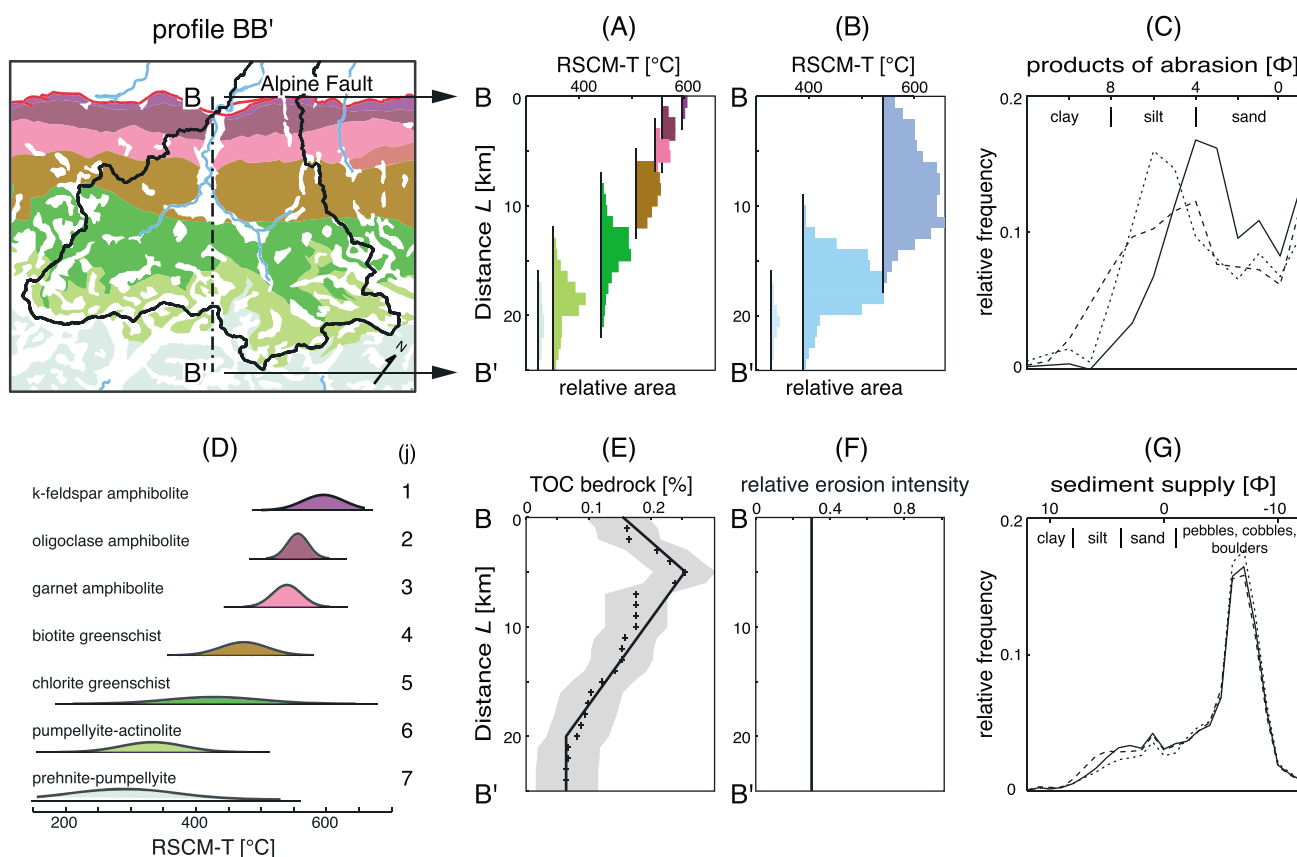 profile BB'
B
Alpine Fault
B'
N
(A)
RSCM-T [°C]
400 600
B 0
10
20
B'
Distance L [km]
relative area
(B)
RSCM-T [°C]
400 600
B
B'
relative area
(C)
products of abrasion [Φ]
8 4 0
0.2
clay silt sand
0.1
0
relative frequency
(D)
(j)
k-feldspar amphibolite 1
oligoclase amphibolite 2
garnet amphibolite 3
biotite greenschist 4
chlorite greenschist 5
pumpellyite-actinolite 6
prehnite-pumpellyite 7
200 400 600
RSCM-T [°C]
(E)
TOC bedrock [%]
0 0.2
B 0
10
20
B'
Distance L [km]
(F)
relative erosion intensity
0 0.4 0.8
B 0
10
20
B'
(G)
sediment supply [Φ]
10 0 -10
0.2
clay silt sand pebbles, cobbles,
boulders
0.1
0
relative frequency